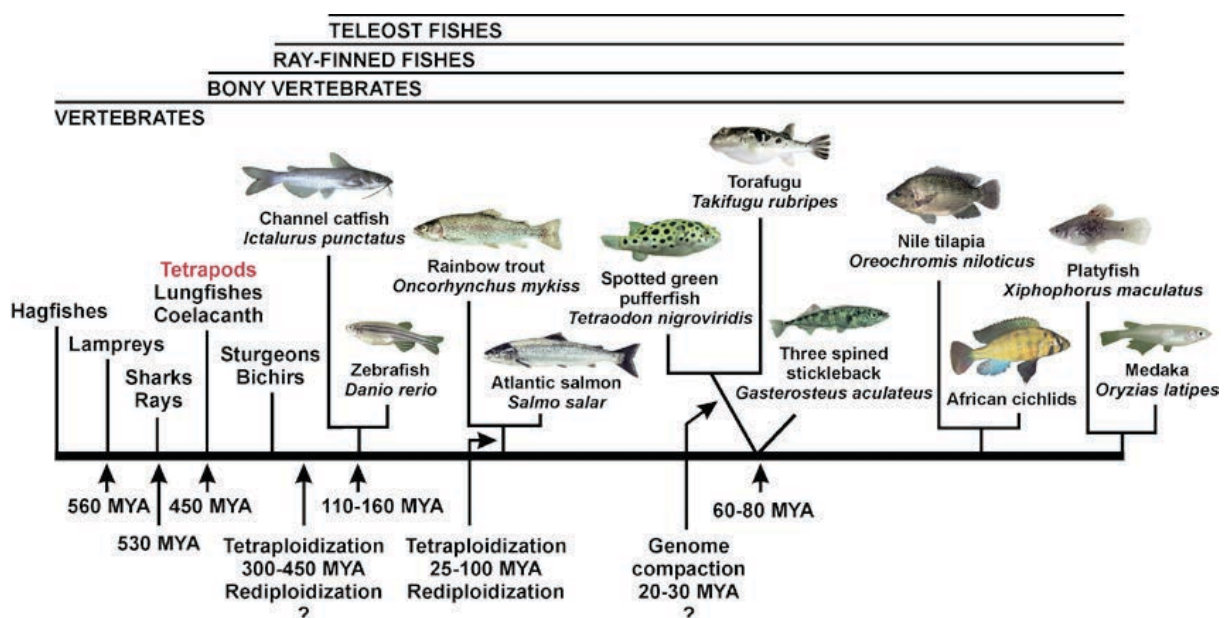 TELEOST FISHES
RAY-FINNED FISHES
BONY VERTEBRATES
VERTEBRATES
Channel catfish
Ictalurus punctatus
Rainbow trout
Oncorhynchus mykiss
Spotted green
pufferfish
Tetraodon nigroviridis
Torafugu
Takifugu rubripes
Nile tilapia
Oreochromis niloticus
Platyfish
Xiphophorus maculatus
Hagfishes
Lampreys
Sharks
Rays
Tetrapods
Lungfishes
Coelacanth
Sturgeons
Bichirs
Zebrafish
Danio rerio
Atlantic salmon
Salmo salar
Three spined
stickleback
Gasterosteus aculateus
African cichlids
Medaka
Oryzias latipes
560 MYA
530 MYA
450 MYA
Tetraploidization
300-450 MYA
Rediploidization
?
110-160 MYA
Tetraploidization
25-100 MYA
Rediploidization
Genome
compaction
20-30 MYA
?
60-80 MYA